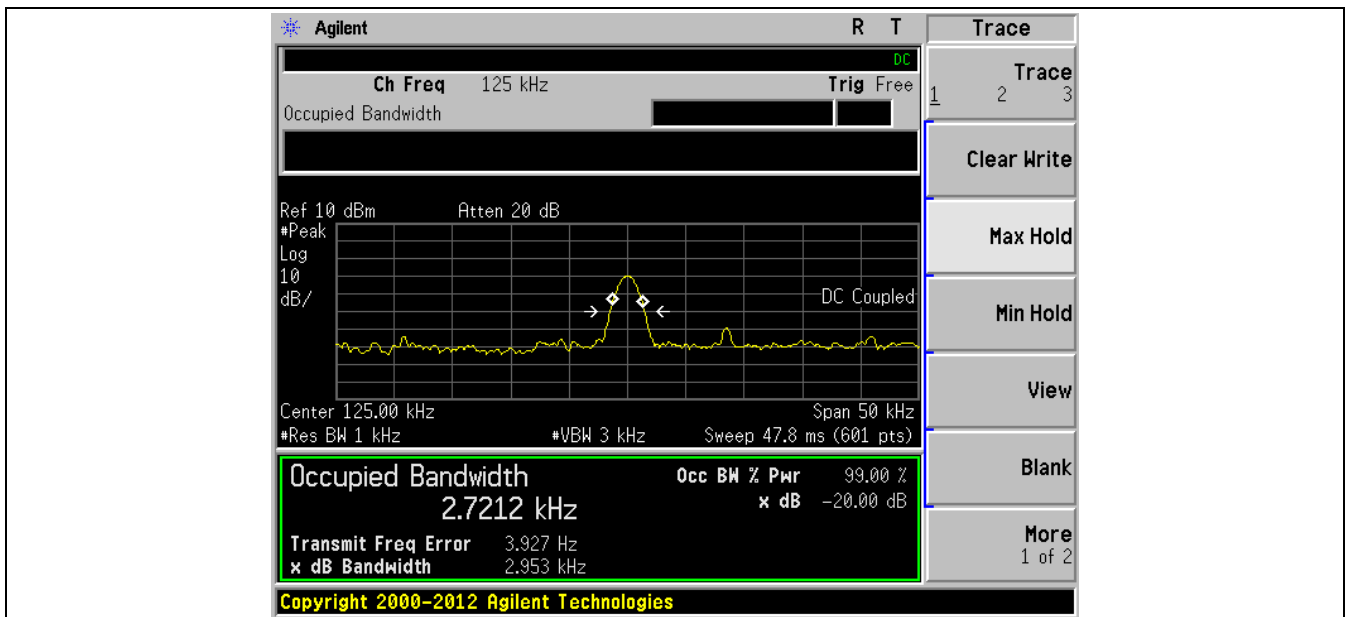 Agilent R T
DC
Ch Freq 125 kHz Trig Free
Occupied Bandwidth
Ref 10 dBm Atten 20 dB
#Peak
Log
10
dB/
DC Coupled
Center 125.00 kHz Span 50 kHz
#Res BW 1 kHz #VBW 3 kHz Sweep 47.8 ms (601 pts)
Occupied Bandwidth Occ BW % Pwr 99.00 %
2.7212 kHz x dB -20.00 dB
Transmit Freq Error 3.927 Hz
x dB Bandwidth 2.953 kHz
Copyright 2000-2012 Agilent Technologies
Trace
Trace
1 2 3
Clear Write
Max Hold
Min Hold
View
Blank
More
1 of 2